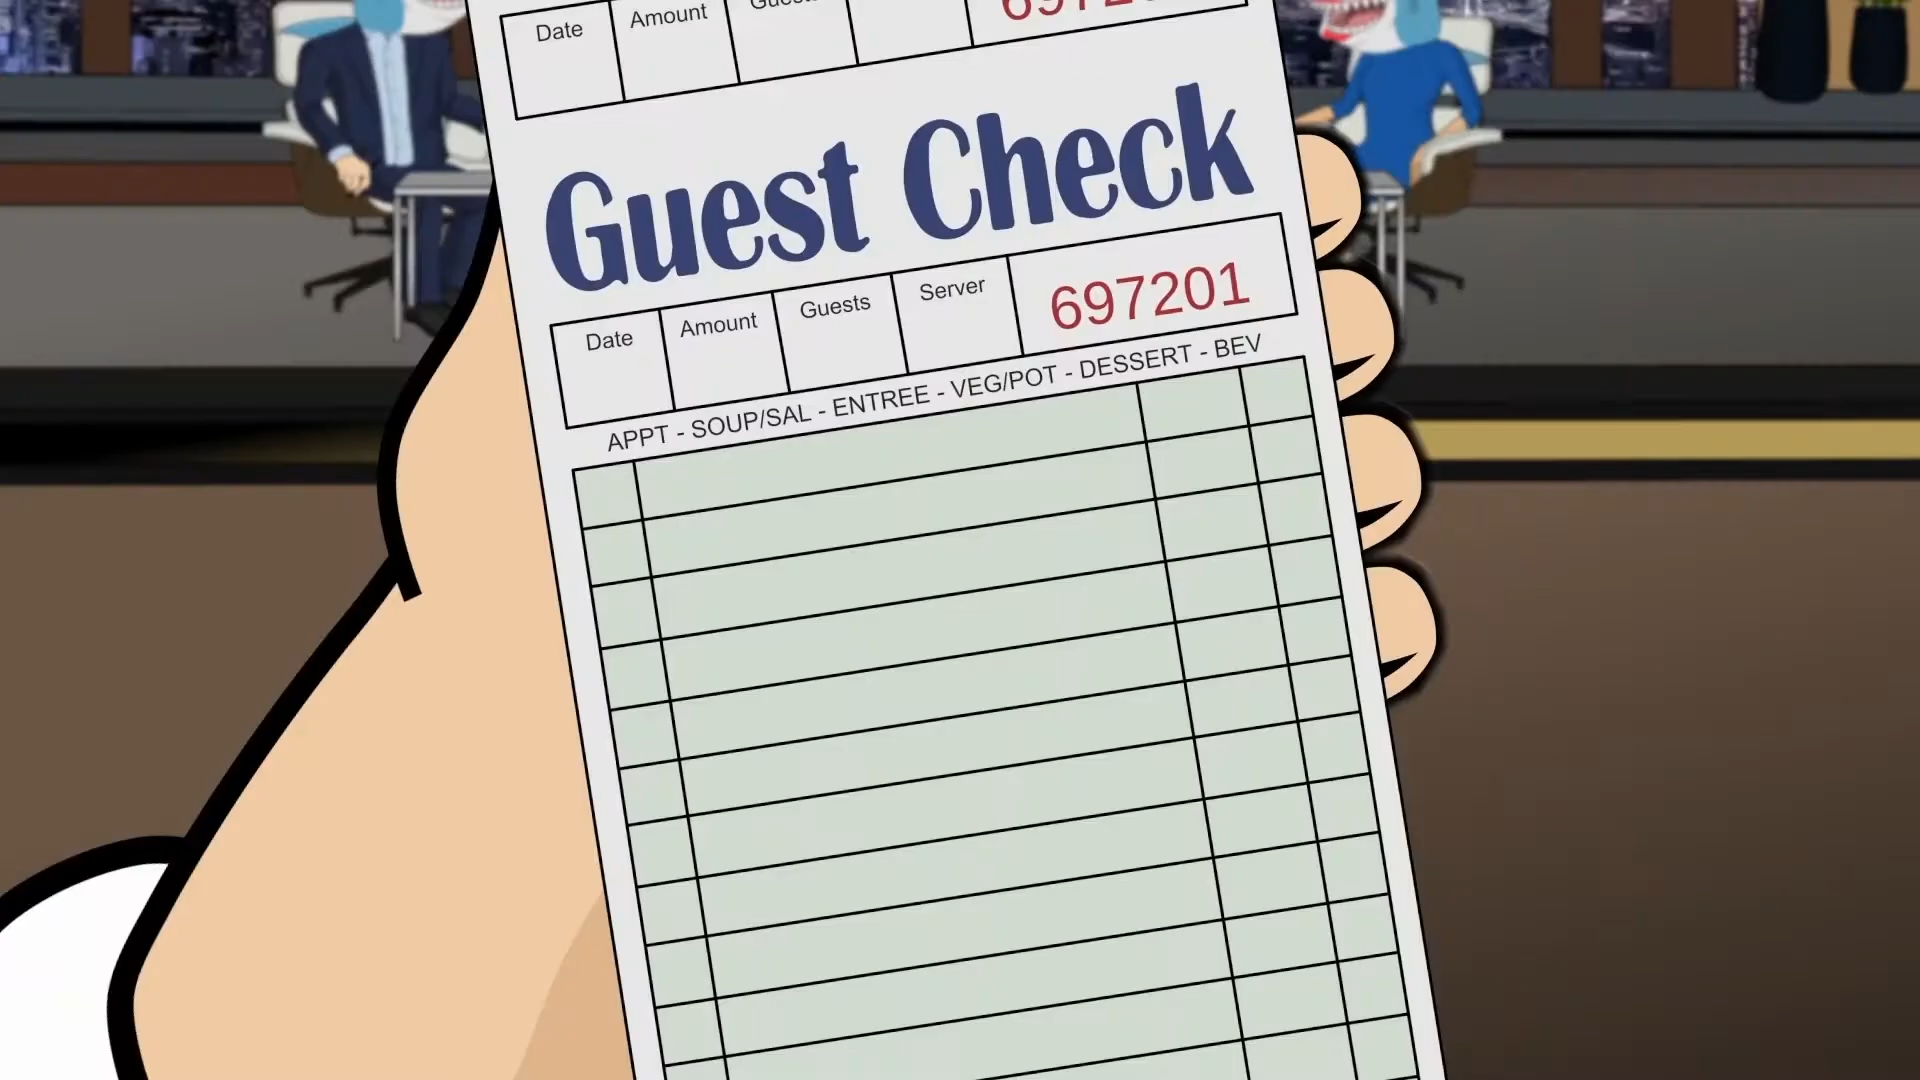 Date Amount
Guest Check
Date Amount Guests Server 697201
APPT - SOUP/SAL - ENTREE - VEG/POT - DESSERT - BEV